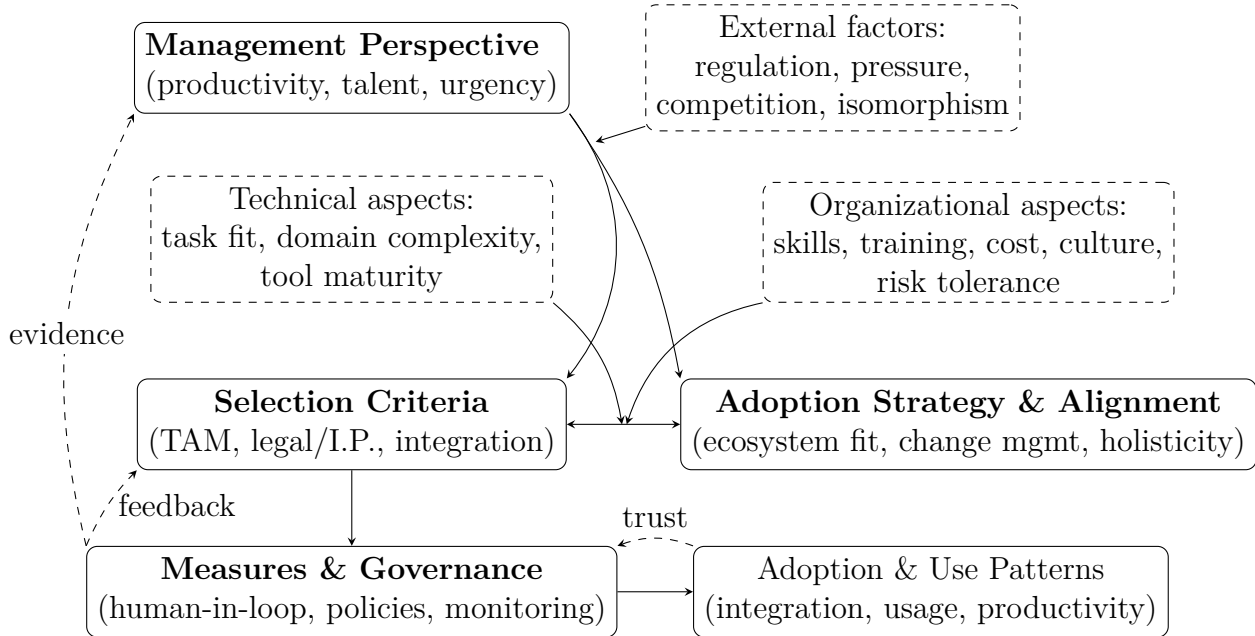 Management Perspective
(productivity, talent, urgency)
External factors:
regulation, pressure,
competition, isomorphism
Technical aspects:
task fit, domain complexity,
tool maturity
Organizational aspects:
skills, training, cost, culture,
risk tolerance
evidence
Selection Criteria
(TAM, legal/I.P., integration)
Adoption Strategy & Alignment
(ecosystem fit, change mgmt, holisticity)
feedback
trust
Measures & Governance
(human-in-loop, policies, monitoring)
Adoption & Use Patterns
(integration, usage, productivity)